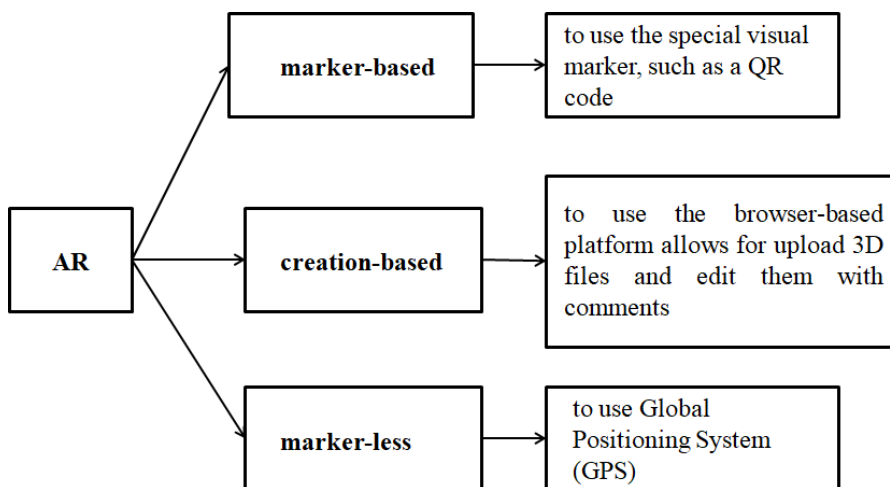 AR
marker-based
to use the special visual
marker, such as a QR
code
creation-based
to use the browser-based
platform allows for upload 3D
files and edit them with
comments
marker-less
to use Global
Positioning System
(GPS)